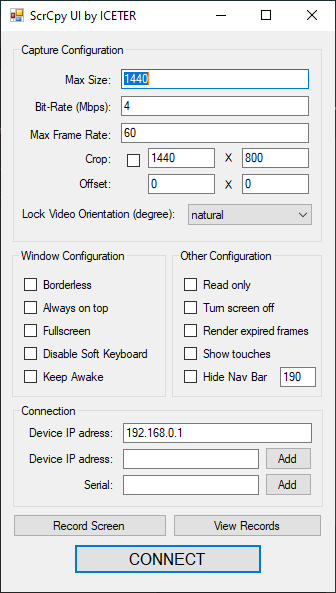 ScrCpy UI by ICETER
Capture Configuration
Max Size: 1440
Bit-Rate (Mbps): 4
Max Frame Rate: 60
Crop: 1440 X 800
Offset: 0 X 0
Lock Video Orientation (degree): natural
Window Configuration
Borderless
Always on top
Fullscreen
Disable Soft Keyboard
Keep Awake
Other Configuration
Read only
Turn screen off
Render expired frames
Show touches
Hide Nav Bar 190
Connection
Device IP adress: 192.168.0.1
Device IP adress: Add
Serial: Add
Record Screen View Records
CONNECT